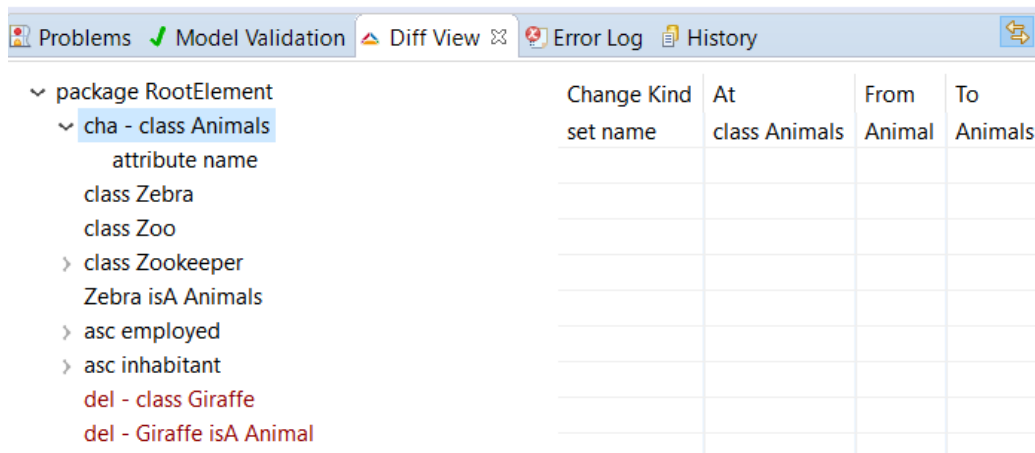 Problems Model Validation Diff View Error Log History
package RootElement
cha - class Animals
attribute name
class Zebra
class Zoo
class Zookeeper
Zebra isA Animals
asc employed
asc inhabitant
del - class Giraffe
del - Giraffe isA Animal
Change Kind At From To
set name class Animals Animal Animals